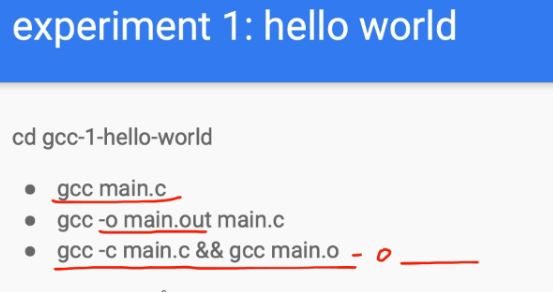 experiment 1: hello world
cd gcc-1-hello-world
• gcc main.c
• gcc -o main.out main.c
• gcc -c main.c && gcc main.o - o ____